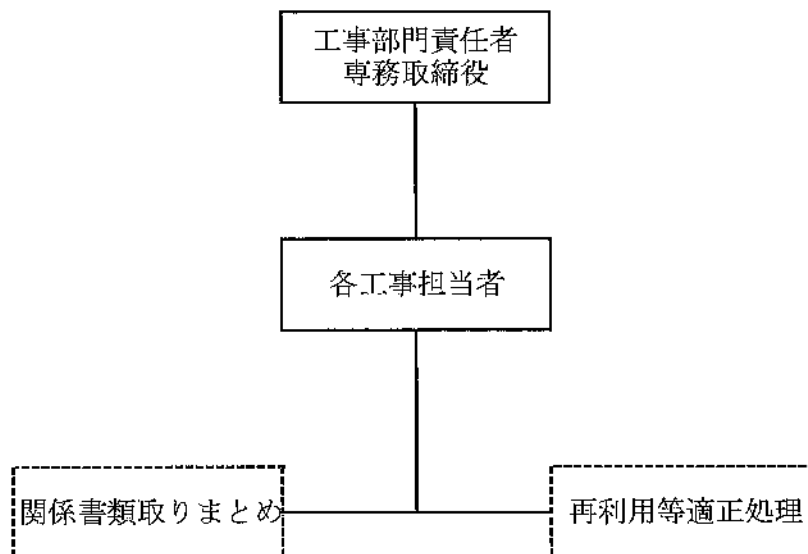 工事部門責任者
専務取締役
各工事担当者
関係書類取りまとめ
再利用等適正処理